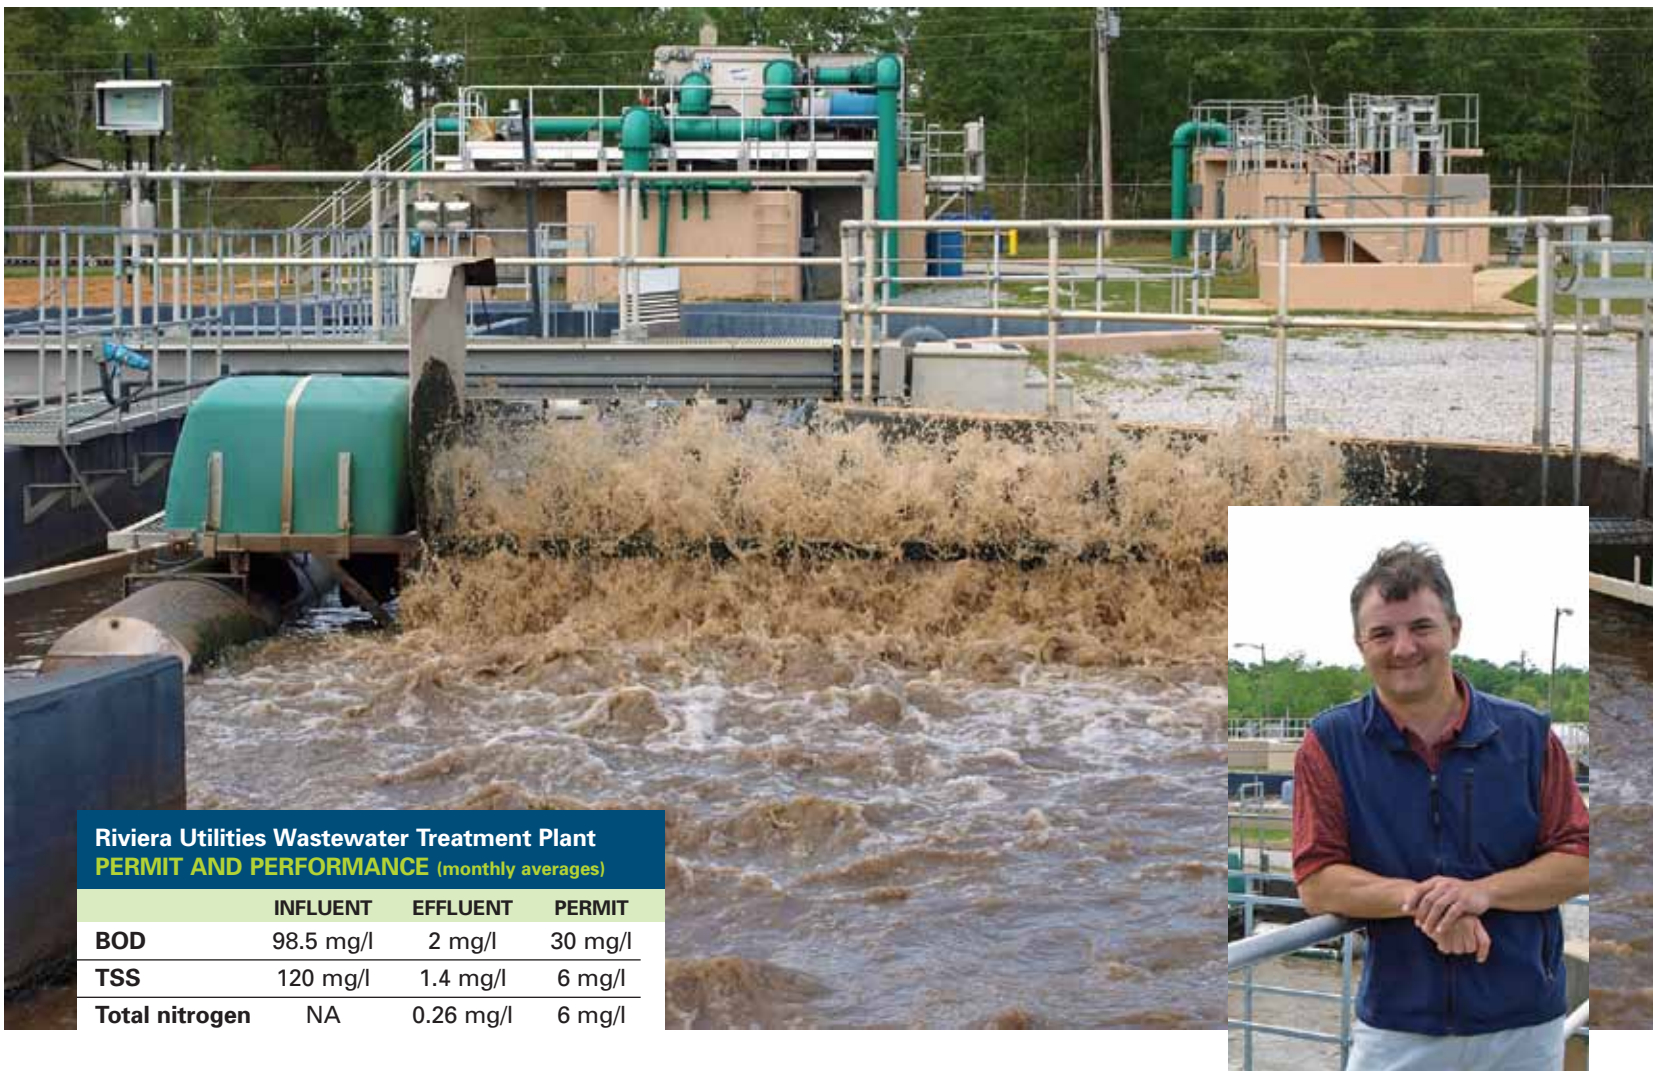 Riviera Utilities Wastewater Treatment Plant
PERMIT AND PERFORMANCE (monthly averages)
INFLUENT EFFLUENT PERMIT
BOD 98.5 mg/l 2 mg/l 30 mg/l
TSS 120 mg/l 1.4 mg/l 6 mg/l
Total nitrogen NA 0.26 mg/l 6 mg/l